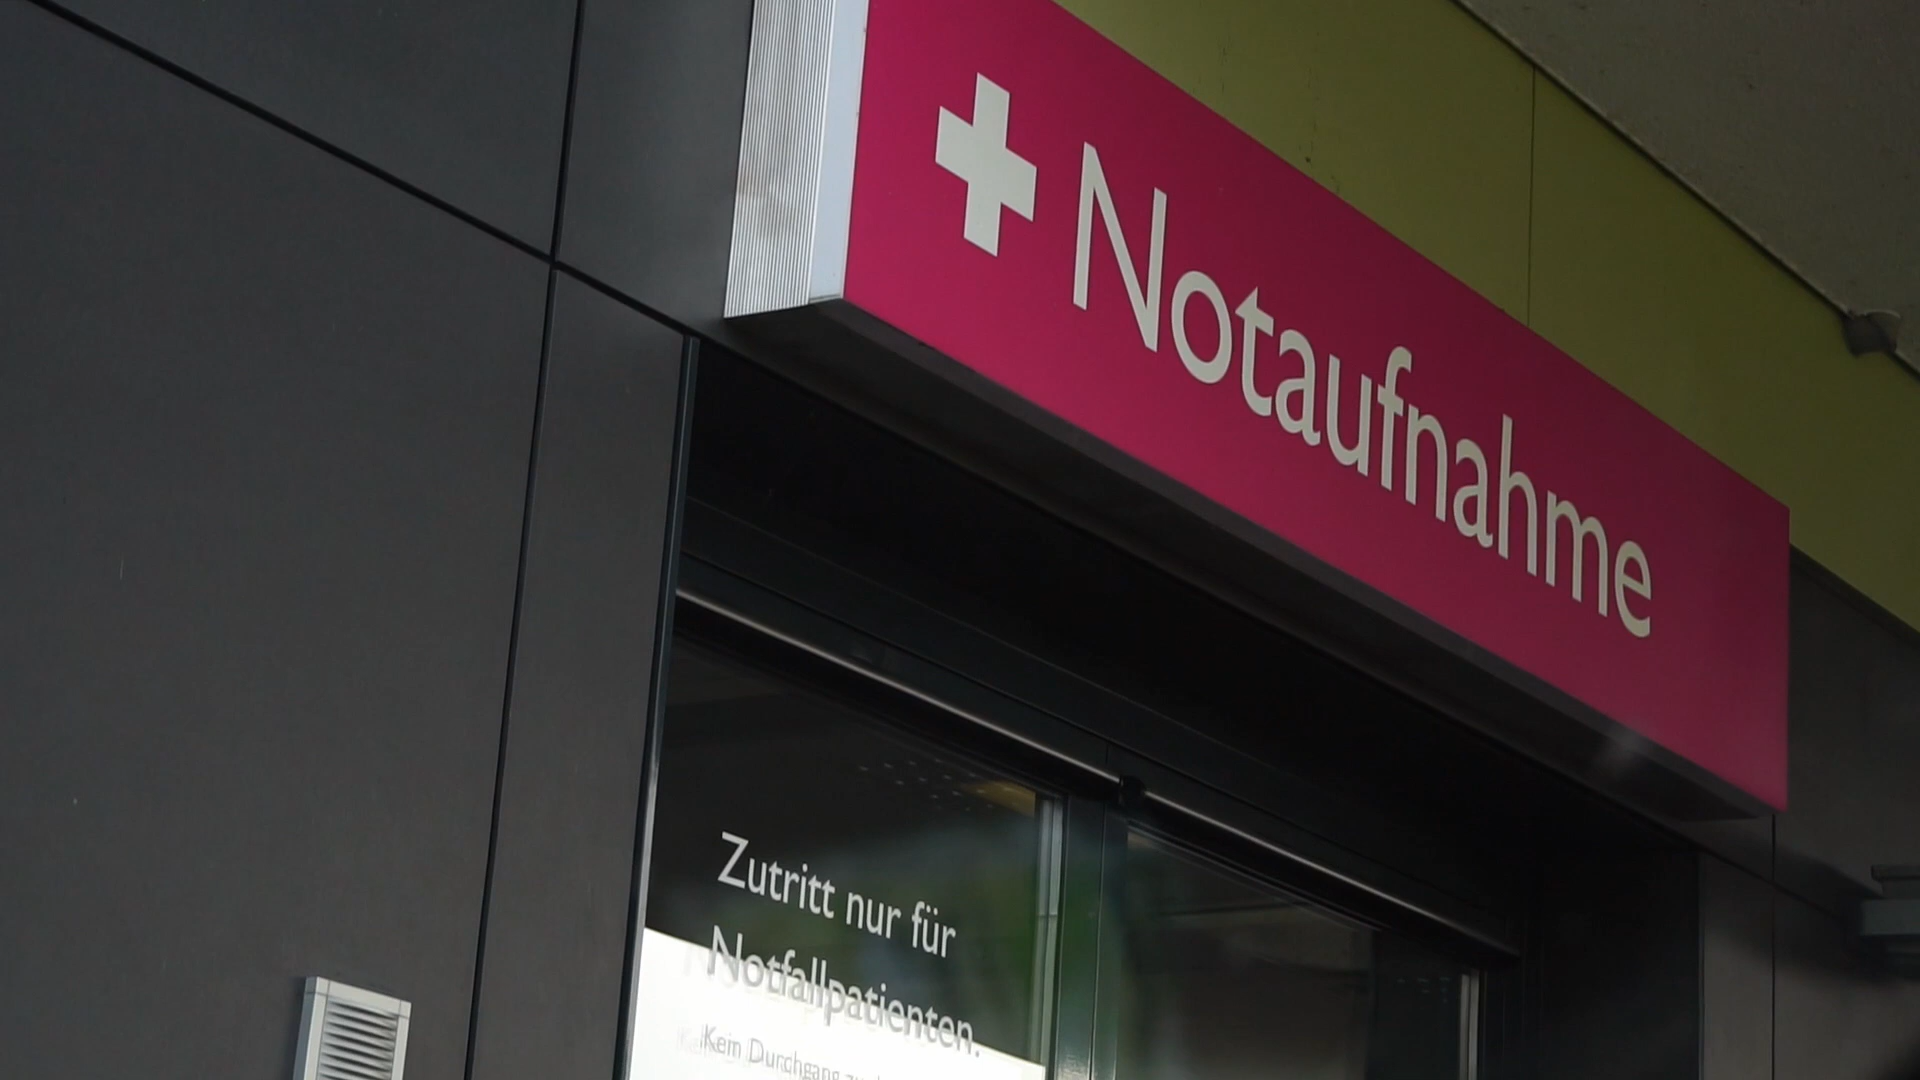 Notaufnahme
Zutritt nur für
Notfallpatienten.
Kein Durchgang